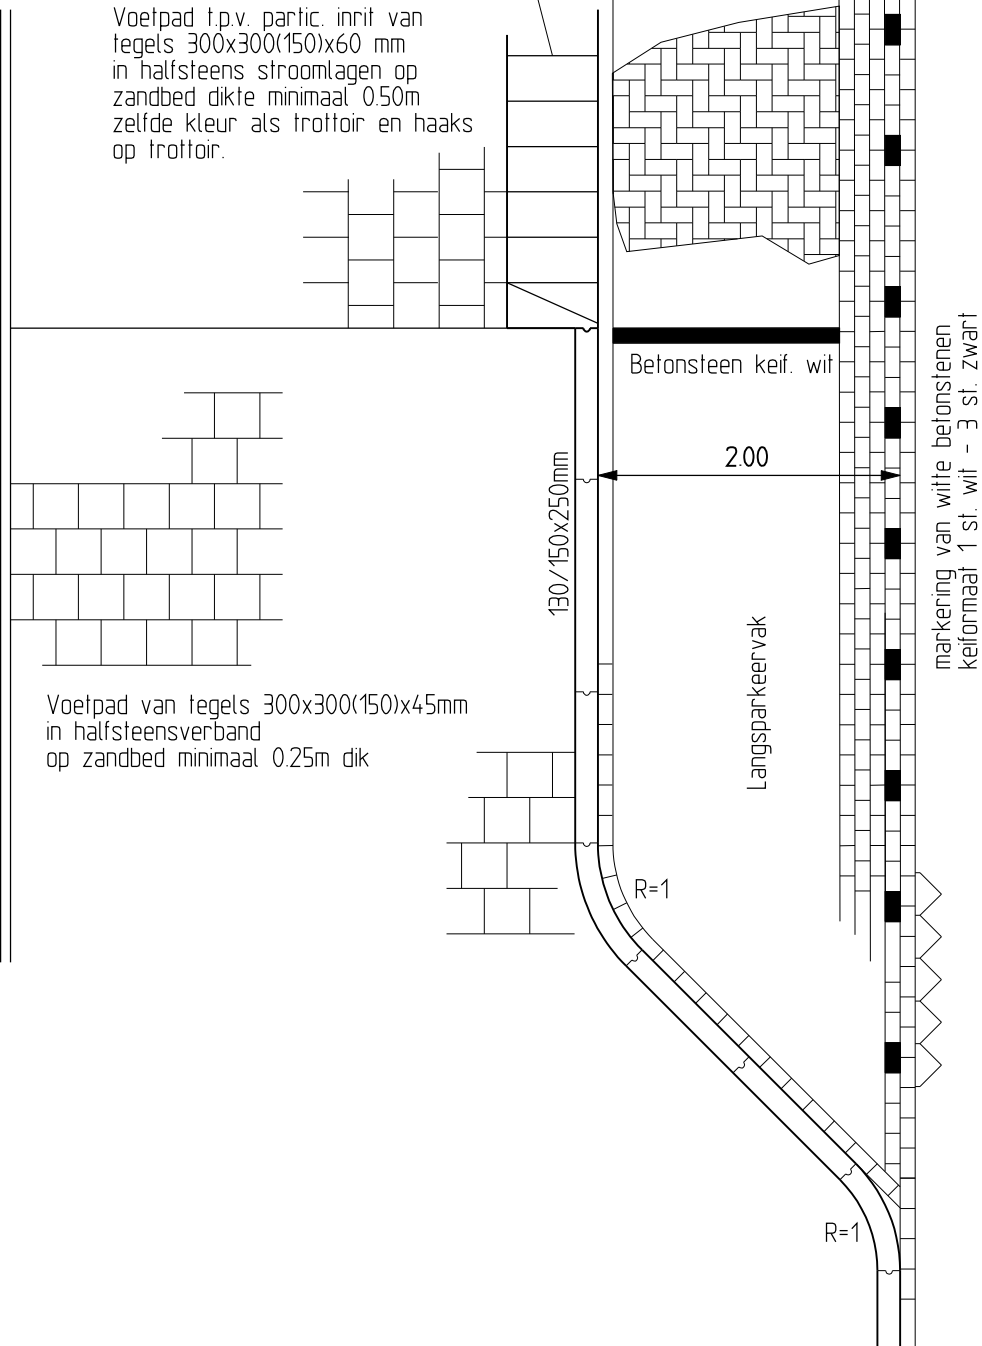 Voetpad t.p.v. partic. inrit van
tegels 300x300(150)x60 mm
in halfsteens stroomlagen op
zandbed dikte minimaal 0.50m
zelfde kleur als trottoir en haaks
op trottoir.
Betonsteen keif. wit
markering van witte betonstenen
keiformaat 1 st. wit - 3 st. zwart
2.00
130/150x250mm
Langsparkeervak
Voetpad van tegels 300x300(150)x45mm
in halfsteensverband
op zandbed minimaal 0.25m dik
R=1
R=1